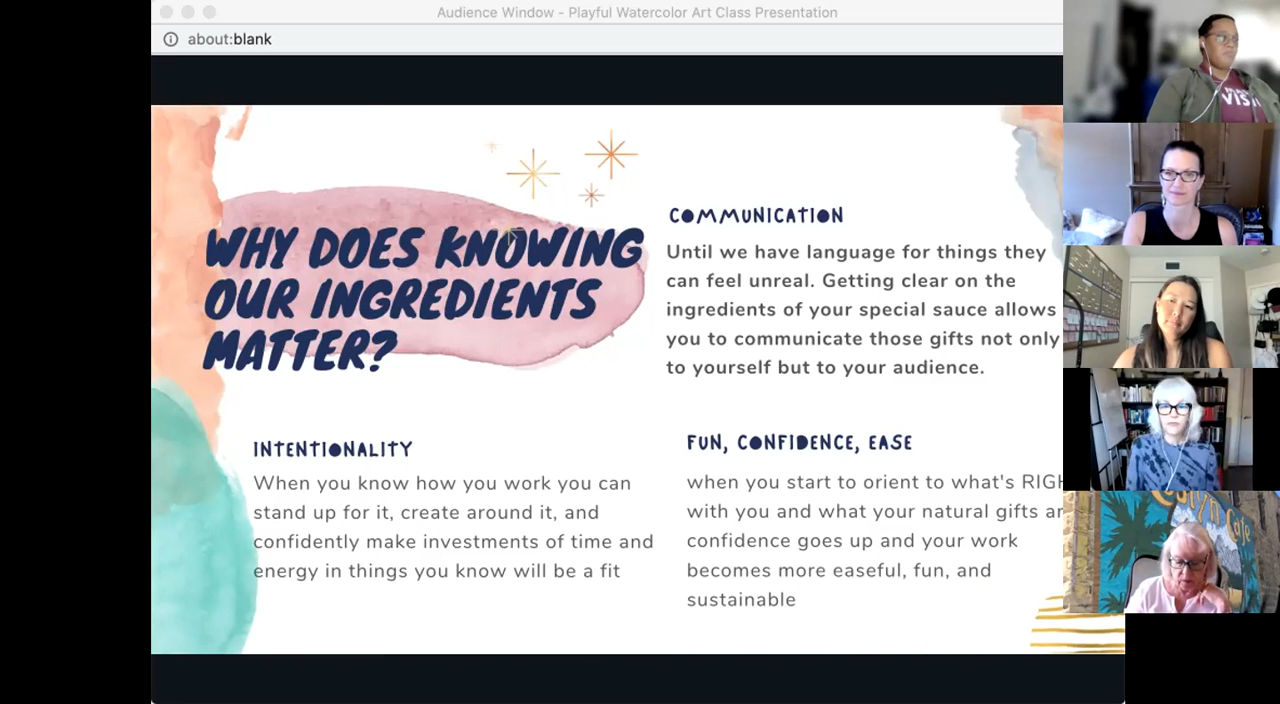 Audience Window - Playful Watercolor Art Class Presentation
about:blank
WHY DOES KNOWING
OUR INGREDIENTS
MATTER?
COMMUNICATION
Until we have language for things they
can feel unreal. Getting clear on the
ingredients of your special sauce allows
you to communicate those gifts not only
to yourself but to your audience.
INTENTIONALITY
When you know how you work you can
stand up for it, create around it, and
confidently make investments of time and
energy in things you know will be a fit
FUN, CONFIDENCE, EASE
when you start to orient to what's
with you and what your natural gifts
confidence goes up and your work
becomes more easeful, fun, and
sustainable
Cafe